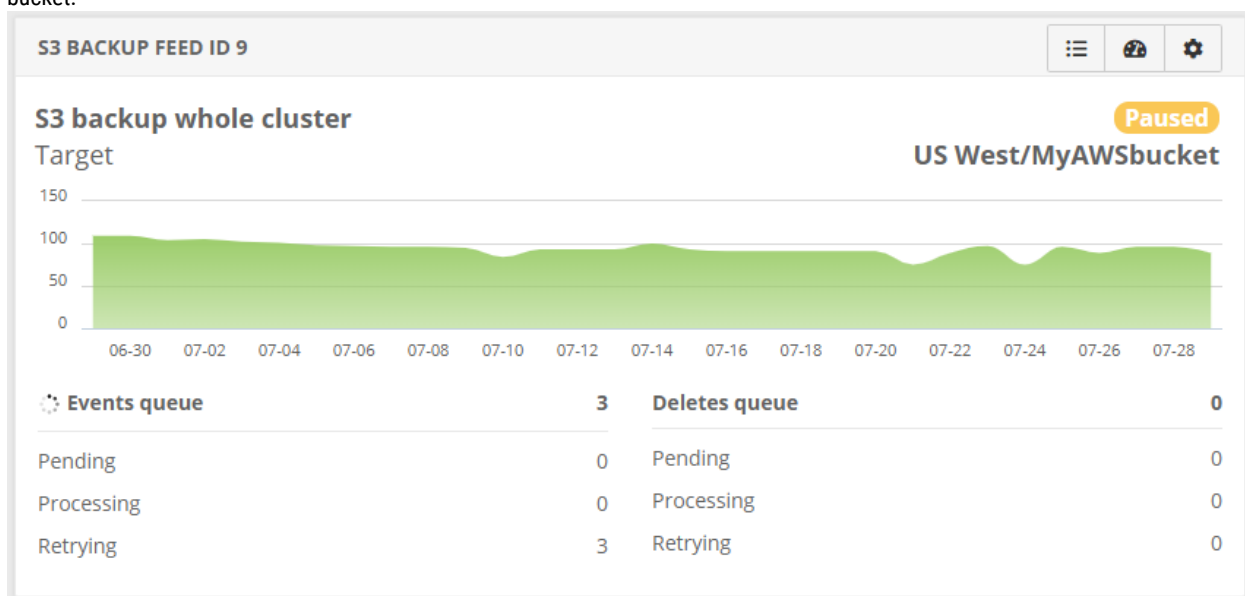 bucket.
S3 BACKUP FEED ID 9
S3 backup whole cluster
Paused
Target
US West/MyAWSbucket
150
100
50
0
06-30 07-02 07-04 07-06 07-08 07-10 07-12 07-14 07-16 07-18 07-20 07-22 07-24 07-26 07-28
Events queue 3
Pending 0
Processing 0
Retrying 3
Deletes queue 0
Pending 0
Processing 0
Retrying 0